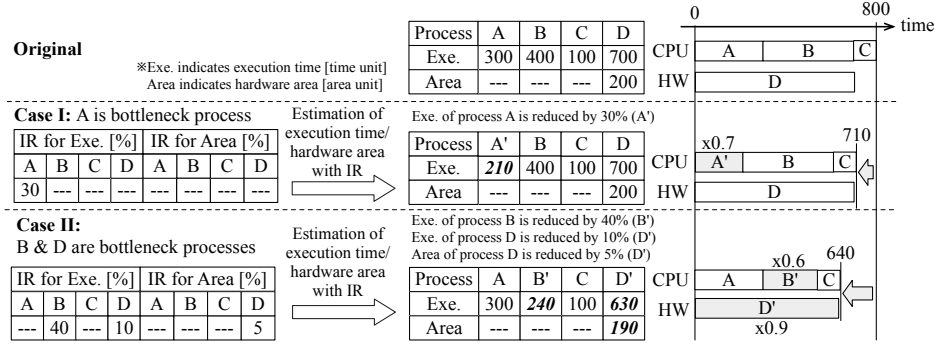 0 800
time
Original
※Exe. indicates execution time [time unit]
Area indicates hardware area [area unit]
Process A B C D
Exe. 300 400 100 700
Area --- --- --- 200
CPU A B C
HW D
Case I: A is bottleneck process
IR for Exe. [%] IR for Area [%]
A B C D A B C D
30 --- --- --- --- --- --- ---
Estimation of
execution time/
hardware area
with IR
Exe. of process A is reduced by 30% (A')
Process A' B C D
Exe. 210 400 100 700
Area --- --- --- 200
x0.7 710
CPU A' B C
HW D
Case II:
B & D are bottleneck processes
IR for Exe. [%] IR for Area [%]
A B C D A B C D
--- 40 --- 10 --- --- --- 5
Estimation of
execution time/
hardware area
with IR
Exe. of process B is reduced by 40% (B')
Exe. of process D is reduced by 10% (D')
Area of process D is reduced by 5% (D')
Process A B' C D'
Exe. 300 240 100 630
Area --- --- --- 190
x0.6 640
CPU A B' C
HW D'
x0.9